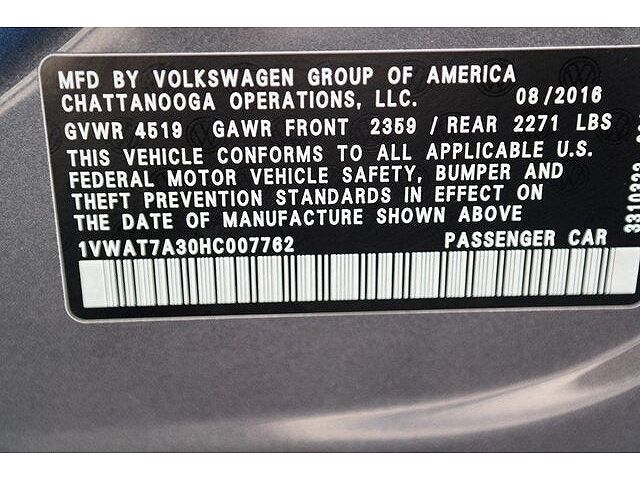 MFD BY VOLKSWAGEN GROUP OF AMERICA
CHATTANOOGA OPERATIONS, LLC. 08/2016
GVWR 4519 GAWR FRONT 2359 / REAR 2271 LBS
THIS VEHICLE CONFORMS TO ALL APPLICABLE U.S.
FEDERAL MOTOR VEHICLE SAFETY, BUMPER AND
THEFT PREVENTION STANDARDS IN EFFECT ON
THE DATE OF MANUFACTURE SHOWN ABOVE
1VWAT7A30HC007762 PASSENGER CAR